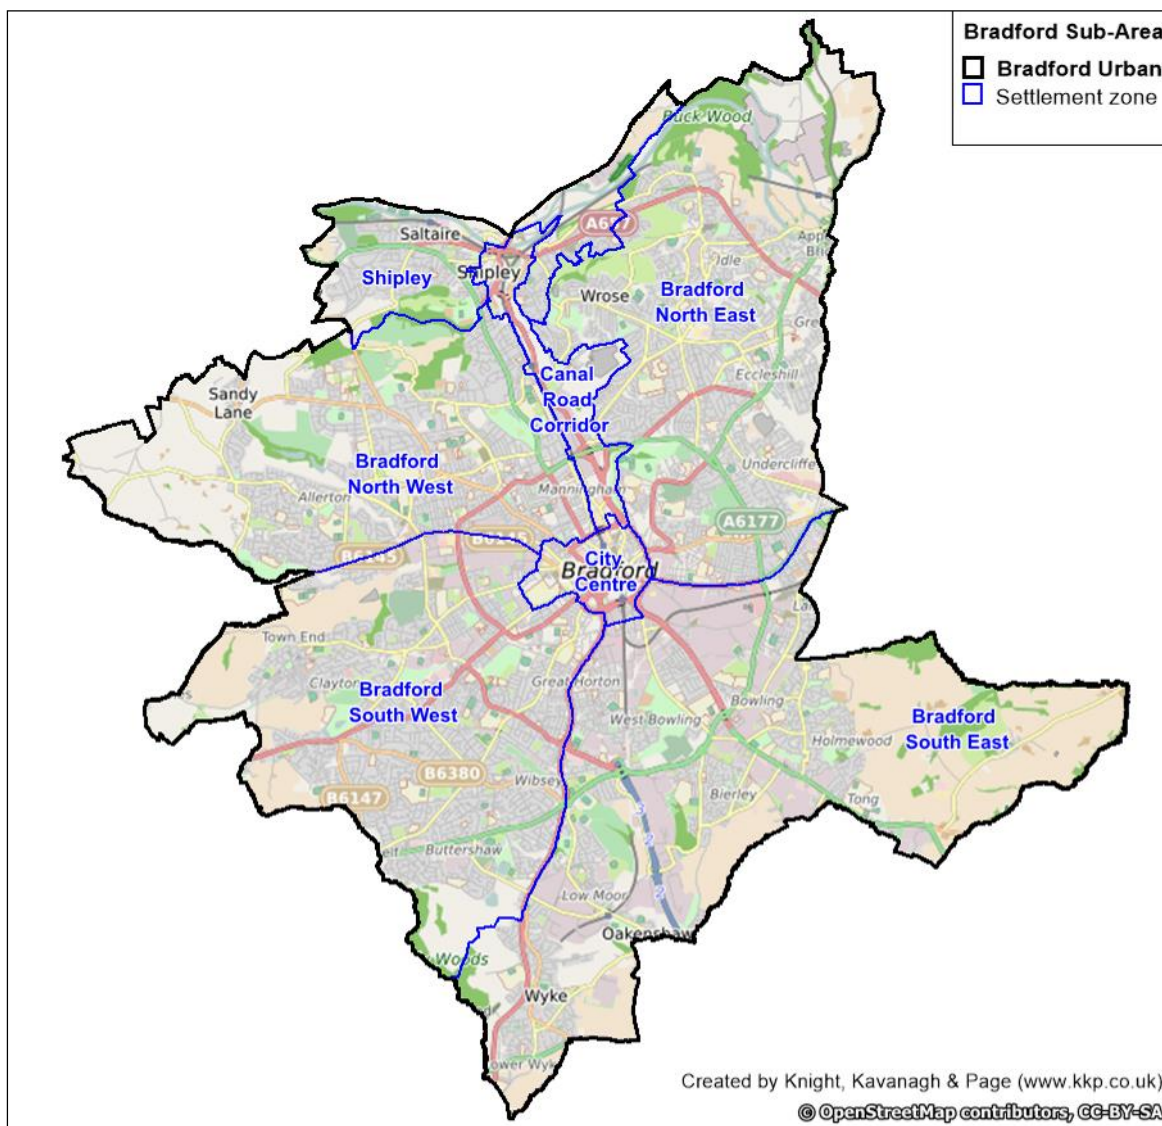 Bradford Sub-Area
Bradford Urban
Settlement zone
Buck Wood
A657
Saltaire
Shipley
Shipley
Idle
Wrose
Bradford
North East
Canal
Road
Corridor
Eccleshill
Sandy
Lane
Bradford
North West
Undercliffe
Allerton
Manningham
A6177
City
Centre
Bradford
Town End
Clayton
Bradford
South West
Great Horton
Bowling
West Bowling
Bradford
South East
Holmewood
B6380
Wibsey
B6147
Bierley
Tong
Buttershaw
Low Moor
Oakenshaw
Woods
Wyke
Created by Knight, Kavanagh & Page (www.kkp.co.uk)
© OpenStreetMap contributors, CC-BY-SA